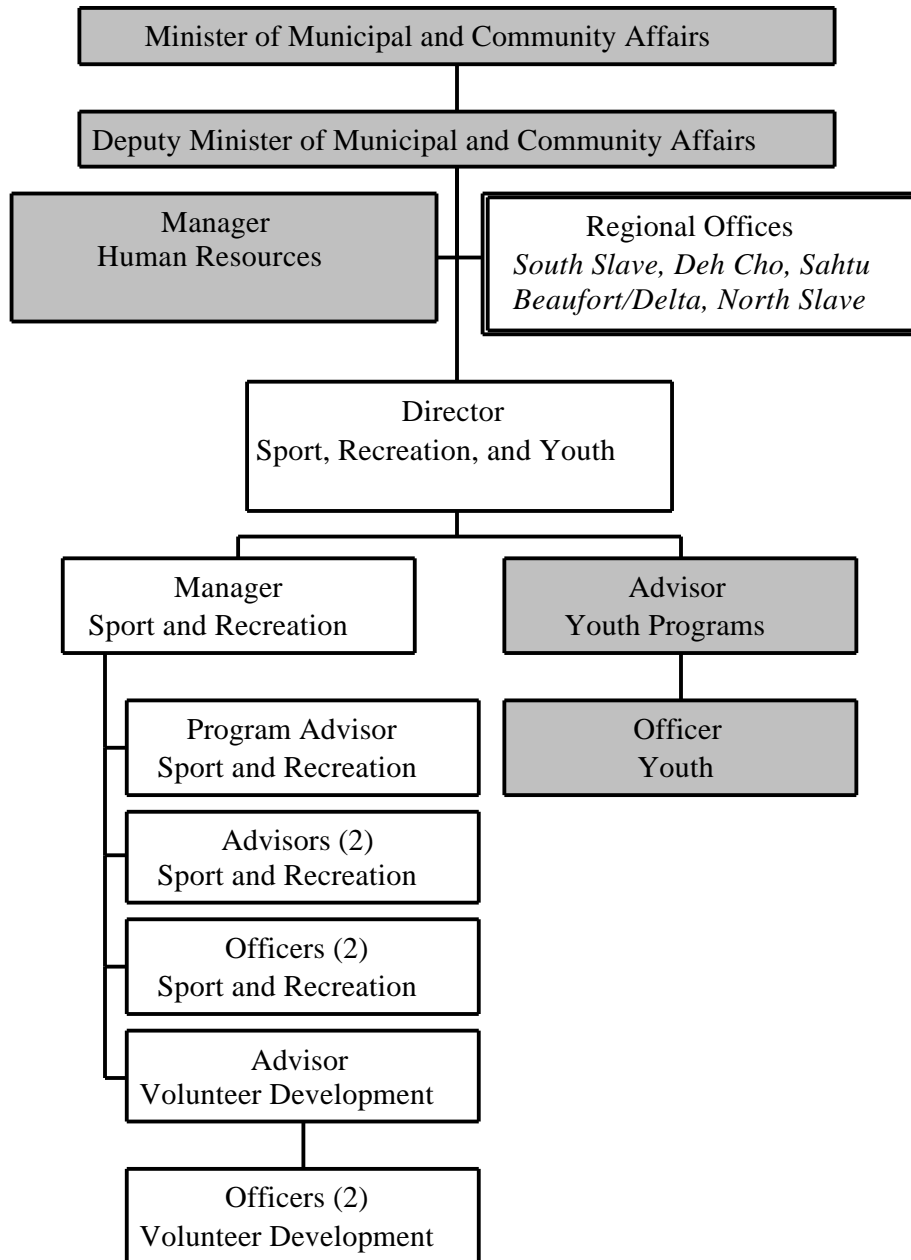 Minister of Municipal and Community Affairs
Deputy Minister of Municipal and Community Affairs
Manager
Human Resources
Regional Offices
South Slave, Deh Cho, Sahtu
Beaufort/Delta, North Slave
Director
Sport, Recreation, and Youth
Manager
Sport and Recreation
Advisor
Youth Programs
Program Advisor
Sport and Recreation
Officer
Youth
Advisors (2)
Sport and Recreation
Officers (2)
Sport and Recreation
Advisor
Volunteer Development
Officers (2)
Volunteer Development